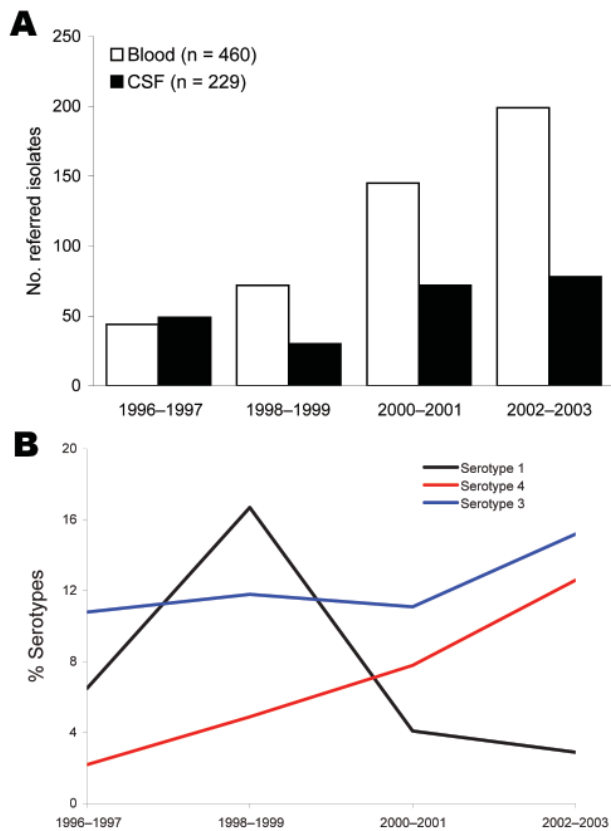 A
250
200
150
100
50
0
No. referred isolates
Blood (n = 460)
CSF (n = 229)
1996–1997 1998–1999 2000–2001 2002–2003
B
20
16
12
8
4
0
% Serotypes
Serotype 1
Serotype 4
Serotype 3
1996–1997 1998–1999 2000–2001 2002–2003